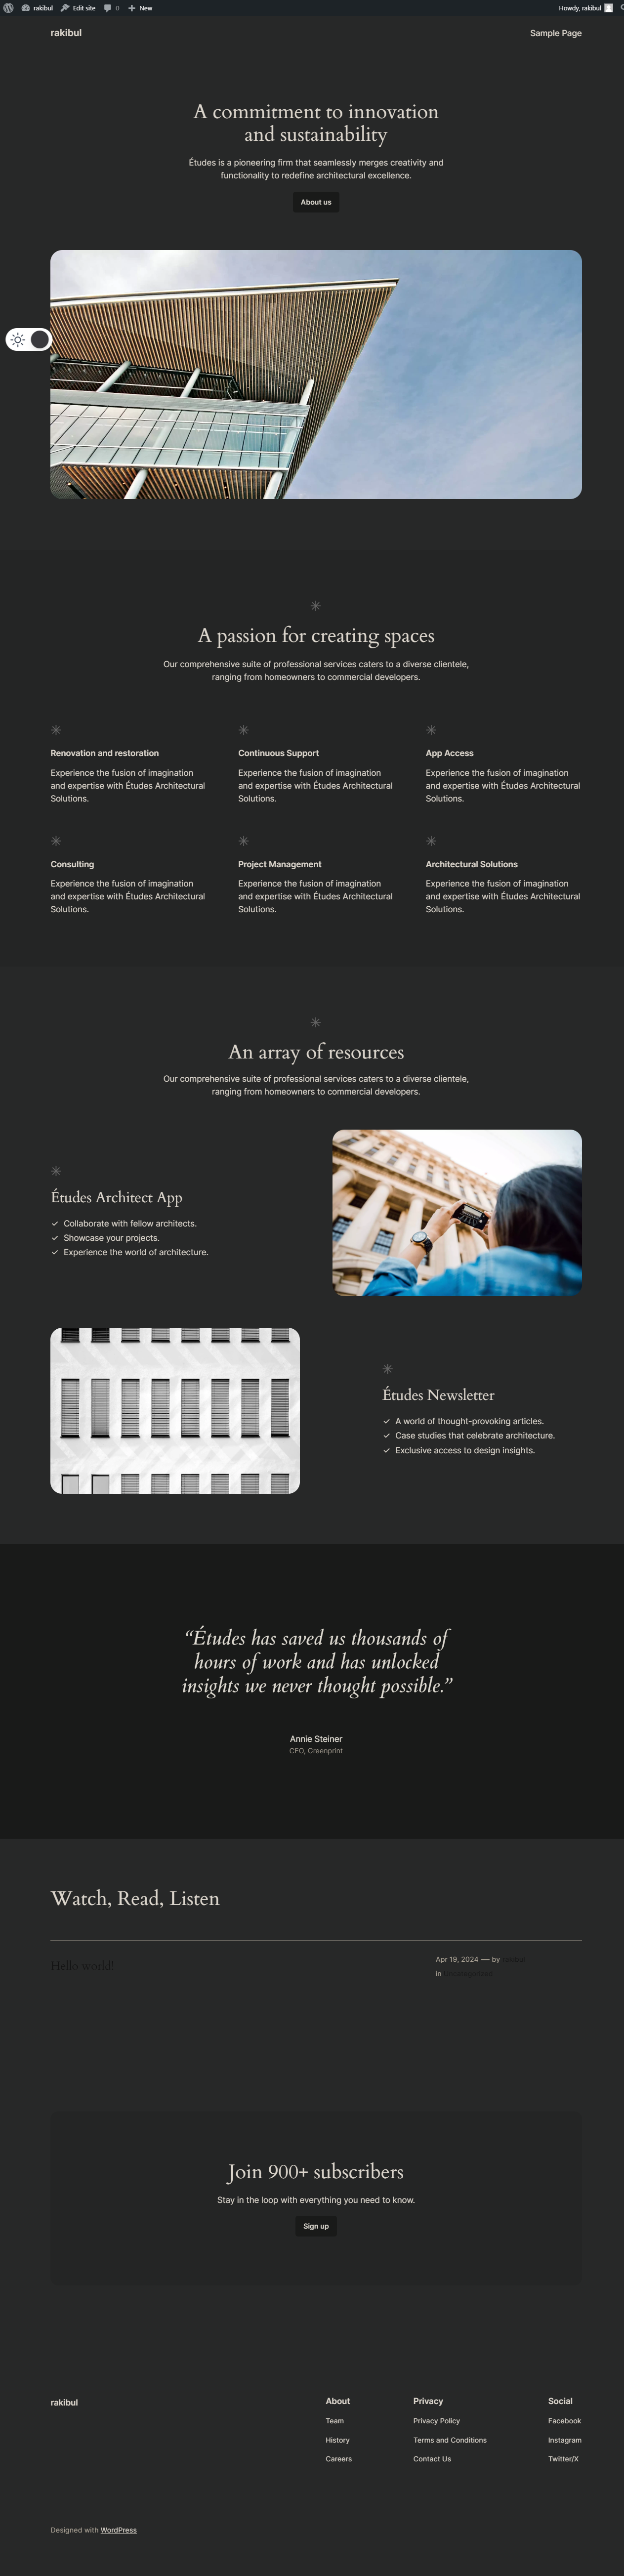 rakibul Edit site 0 New Howdy, rakibul
rakibul Sample Page
A commitment to innovation
and sustainability
Études is a pioneering firm that seamlessly merges creativity and
functionality to redefine architectural excellence.
About us
A passion for creating spaces
Our comprehensive suite of professional services caters to a diverse clientele,
ranging from homeowners to commercial developers.
Renovation and restoration
Experience the fusion of imagination
and expertise with Études Architectural
Solutions.
Continuous Support
Experience the fusion of imagination
and expertise with Études Architectural
Solutions.
App Access
Experience the fusion of imagination
and expertise with Études Architectural
Solutions.
Consulting
Experience the fusion of imagination
and expertise with Études Architectural
Solutions.
Project Management
Experience the fusion of imagination
and expertise with Études Architectural
Solutions.
Architectural Solutions
Experience the fusion of imagination
and expertise with Études Architectural
Solutions.
An array of resources
Our comprehensive suite of professional services caters to a diverse clientele,
ranging from homeowners to commercial developers.
Études Architect App
Collaborate with fellow architects.
Showcase your projects.
Experience the world of architecture.
Études Newsletter
A world of thought-provoking articles.
Case studies that celebrate architecture.
Exclusive access to design insights.
“Études has saved us thousands of
hours of work and has unlocked
insights we never thought possible.”
Annie Steiner
CEO, Greenprint
Watch, Read, Listen
Hello world!
Apr 19, 2024 — by
in
Join 900+ subscribers
Stay in the loop with everything you need to know.
Sign up
rakibul
About
Team
History
Careers
Privacy
Privacy Policy
Terms and Conditions
Contact Us
Social
Facebook
Instagram
Twitter/X
Designed with WordPress